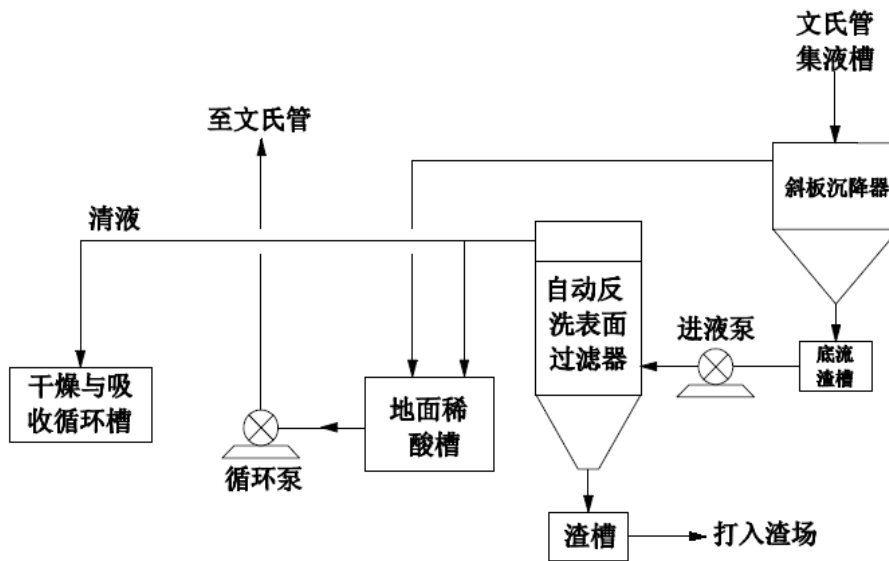 文氏管
集液槽
至文氏管
斜板沉降器
清液
自动反
洗表面
过滤器
进液泵
底流
渣槽
干燥与吸
收循环槽
地面稀
酸槽
循环泵
渣槽
打入渣场